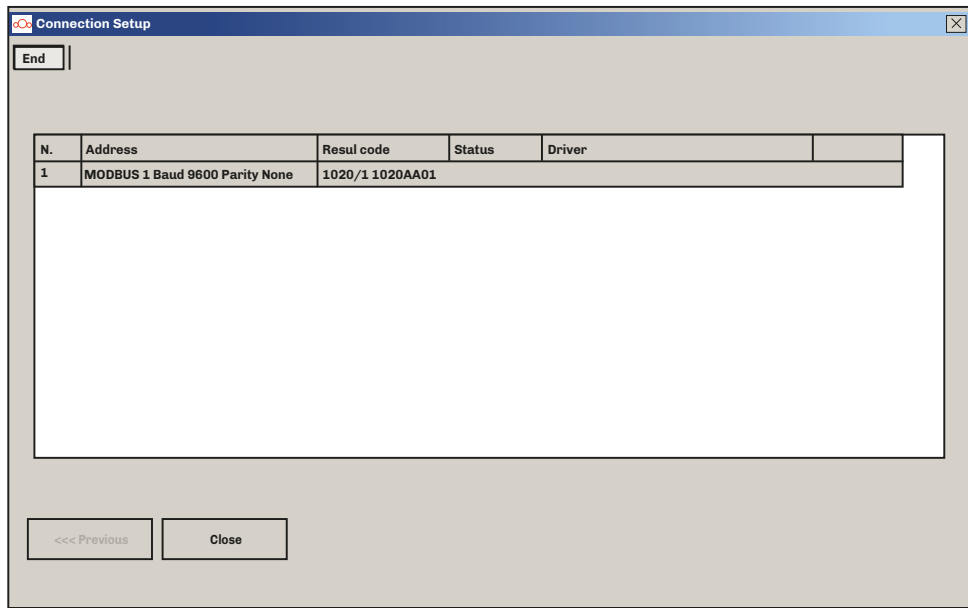 Connection Setup
End
N. Address Resul code Status Driver
1 MODBUS 1 Baud 9600 Parity None 1020/1 1020AA01
<<< Previous Close